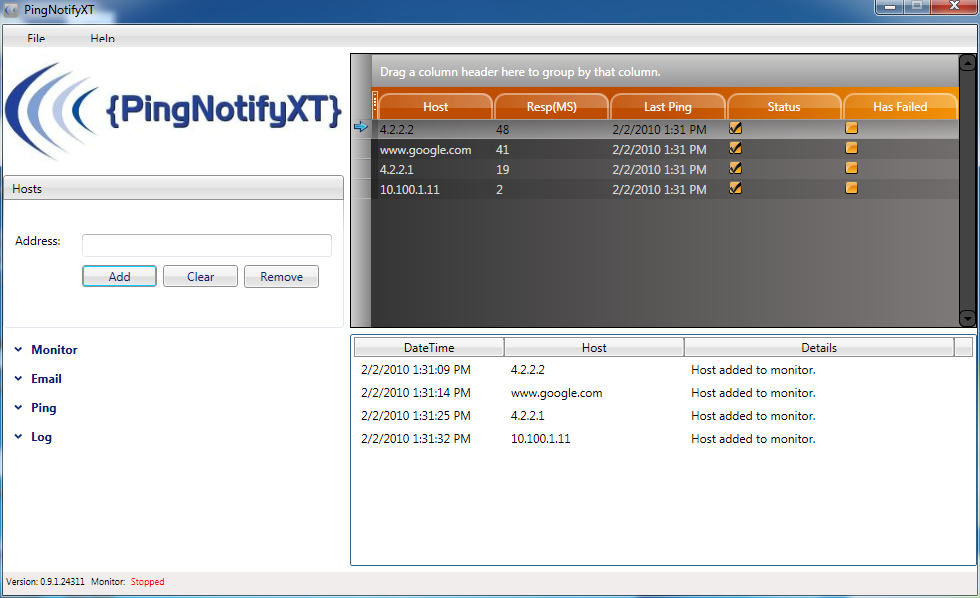 PingNotifyXT
File Help
{PingNotifyXT}
Hosts
Address:
Add Clear Remove
Monitor
Email
Ping
Log
Drag a column header here to group by that column.
Host Resp(MS) Last Ping Status Has Failed
4.2.2.2 48 2/2/2010 1:31 PM
www.google.com 41 2/2/2010 1:31 PM
4.2.2.1 19 2/2/2010 1:31 PM
10.100.1.11 2 2/2/2010 1:31 PM
DateTime Host Details
2/2/2010 1:31:09 PM 4.2.2.2 Host added to monitor.
2/2/2010 1:31:14 PM www.google.com Host added to monitor.
2/2/2010 1:31:25 PM 4.2.2.1 Host added to monitor.
2/2/2010 1:31:32 PM 10.100.1.11 Host added to monitor.
Version: 0.9.1.24311 Monitor: Stopped